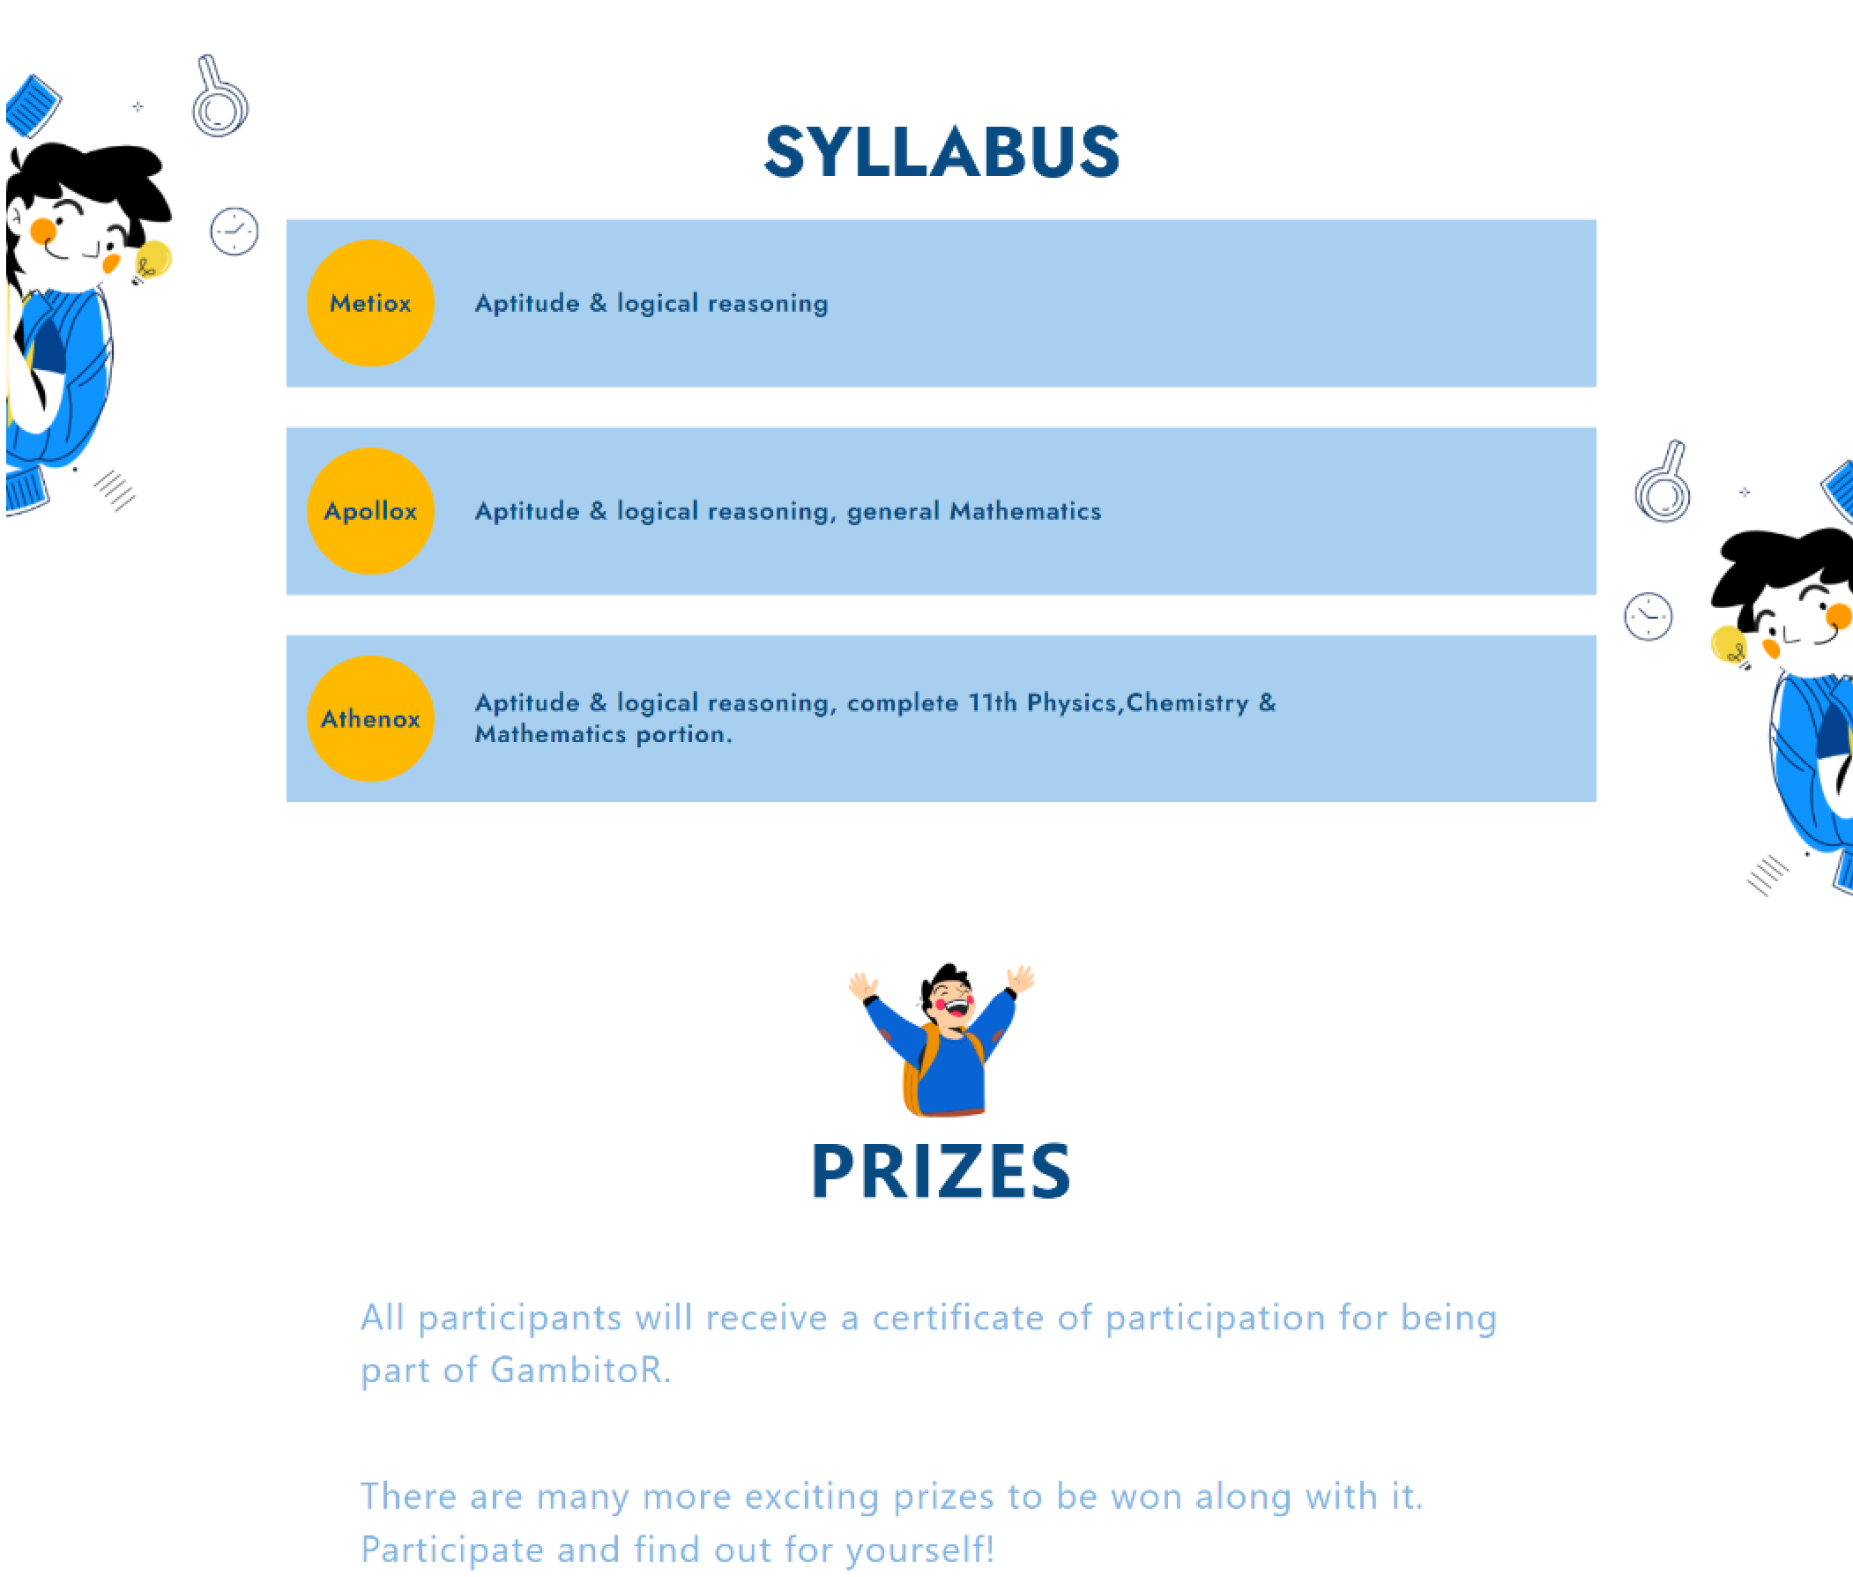 SYLLABUS
Metiox
Aptitude & logical reasoning
Apollox
Aptitude & logical reasoning, general Mathematics
Athenox
Aptitude & logical reasoning, complete 11th Physics,Chemistry &
Mathematics portion.
PRIZES
All participants will receive a certificate of participation for being
part of GambitoR.
There are many more exciting prizes to be won along with it.
Participate and find out for yourself!